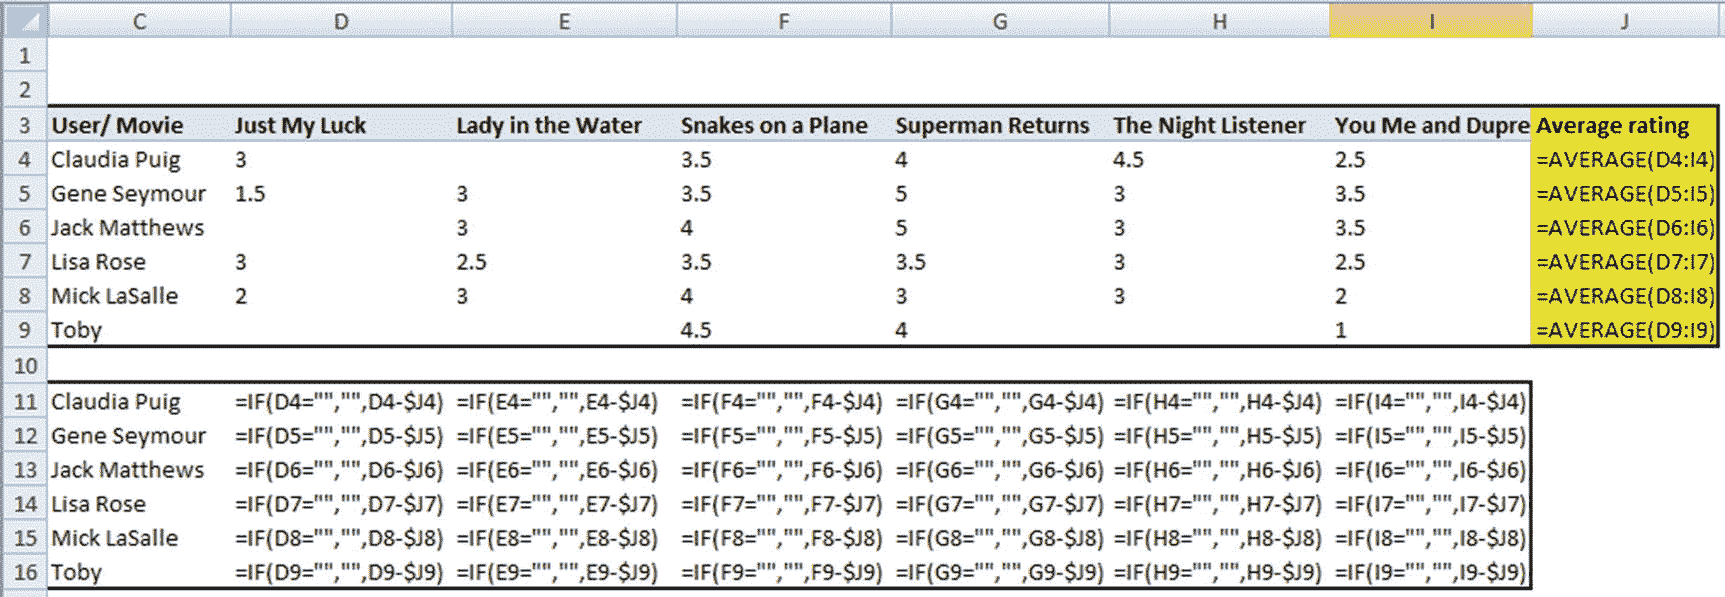 C D E F G H I J
1
2
3 User/ Movie Just My Luck Lady in the Water Snakes on a Plane Superman Returns The Night Listener You Me and Dupre Average rating
4 Claudia Puig 3 3.5 4 4.5 2.5 =AVERAGE(D4:I4)
5 Gene Seymour 1.5 3 3.5 5 3 3.5 =AVERAGE(D5:I5)
6 Jack Matthews 3 4 5 3 3.5 =AVERAGE(D6:I6)
7 Lisa Rose 3 2.5 3.5 3.5 3 2.5 =AVERAGE(D7:I7)
8 Mick LaSalle 2 3 4 3 3 2 =AVERAGE(D8:I8)
9 Toby 4.5 4 1 =AVERAGE(D9:I9)
10
11 Claudia Puig =IF(D4="","",D4-$J4) =IF(E4="","",E4-$J4) =IF(F4="","",F4-$J4) =IF(G4="","",G4-$J4) =IF(H4="","",H4-$J4) =IF(I4="","",I4-$J4)
12 Gene Seymour =IF(D5="","",D5-$J5) =IF(E5="","",E5-$J5) =IF(F5="","",F5-$J5) =IF(G5="","",G5-$J5) =IF(H5="","",H5-$J5) =IF(I5="","",I5-$J5)
13 Jack Matthews =IF(D6="","",D6-$J6) =IF(E6="","",E6-$J6) =IF(F6="","",F6-$J6) =IF(G6="","",G6-$J6) =IF(H6="","",H6-$J6) =IF(I6="","",I6-$J6)
14 Lisa Rose =IF(D7="","",D7-$J7) =IF(E7="","",E7-$J7) =IF(F7="","",F7-$J7) =IF(G7="","",G7-$J7) =IF(H7="","",H7-$J7) =IF(I7="","",I7-$J7)
15 Mick LaSalle =IF(D8="","",D8-$J8) =IF(E8="","",E8-$J8) =IF(F8="","",F8-$J8) =IF(G8="","",G8-$J8) =IF(H8="","",H8-$J8) =IF(I8="","",I8-$J8)
16 Toby =IF(D9="","",D9-$J9) =IF(E9="","",E9-$J9) =IF(F9="","",F9-$J9) =IF(G9="","",G9-$J9) =IF(H9="","",H9-$J9) =IF(I9="","",I9-$J9)